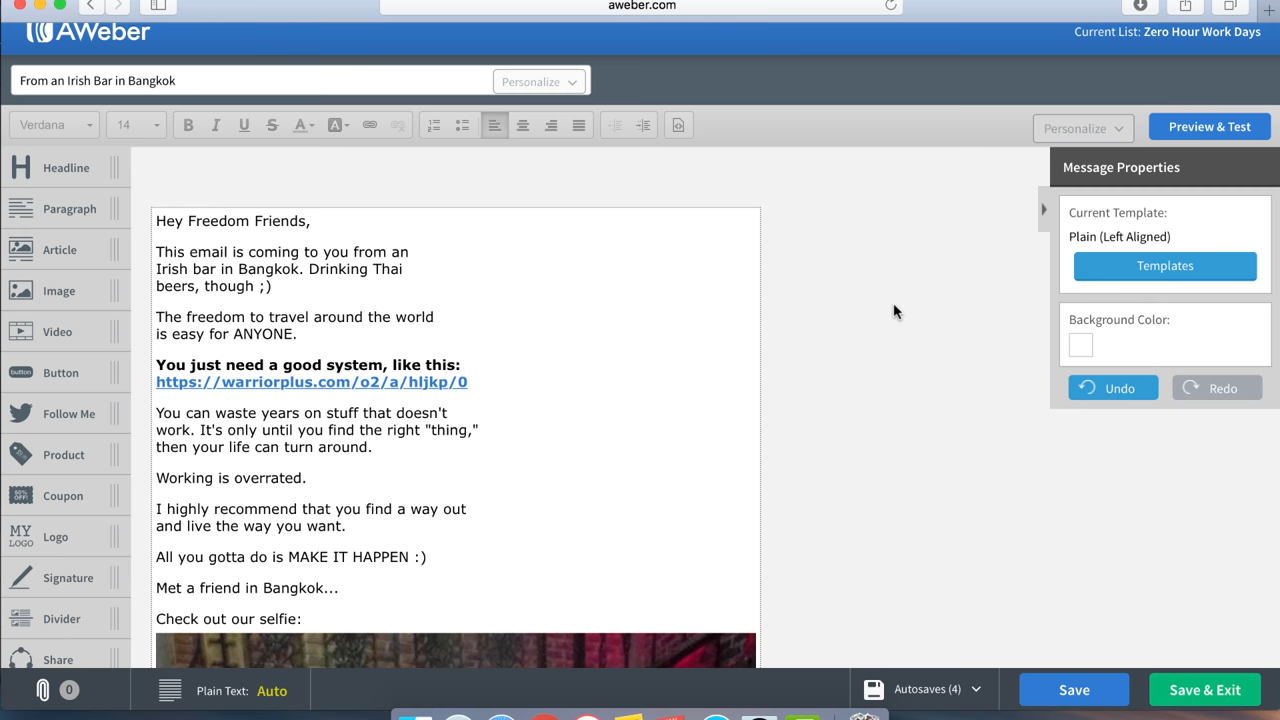 aweber.com
AWeber
Current List: Zero Hour Work Days
From an Irish Bar in Bangkok
Personalize
Verdana
14
B I U S A A
Personalize
Preview & Test
Headline
Paragraph
Article
Image
Video
button
Button
Follow Me
Product
50% OFF!
Coupon
MY LOGO
Logo
Signature
Divider
Share
Hey Freedom Friends,
This email is coming to you from an
Irish bar in Bangkok. Drinking Thai
beers, though ;)
The freedom to travel around the world
is easy for ANYONE.
You just need a good system, like this:
https://warriorplus.com/o2/a/hljkp/0
You can waste years on stuff that doesn't
work. It's only until you find the right "thing,"
then your life can turn around.
Working is overrated.
I highly recommend that you find a way out
and live the way you want.
All you gotta do is MAKE IT HAPPEN :)
Met a friend in Bangkok...
Check out our selfie:
Message Properties
Current Template:
Plain (Left Aligned)
Templates
Background Color:
Undo
Redo
0
Plain Text: Auto
Autosaves (4)
Save
Save & Exit